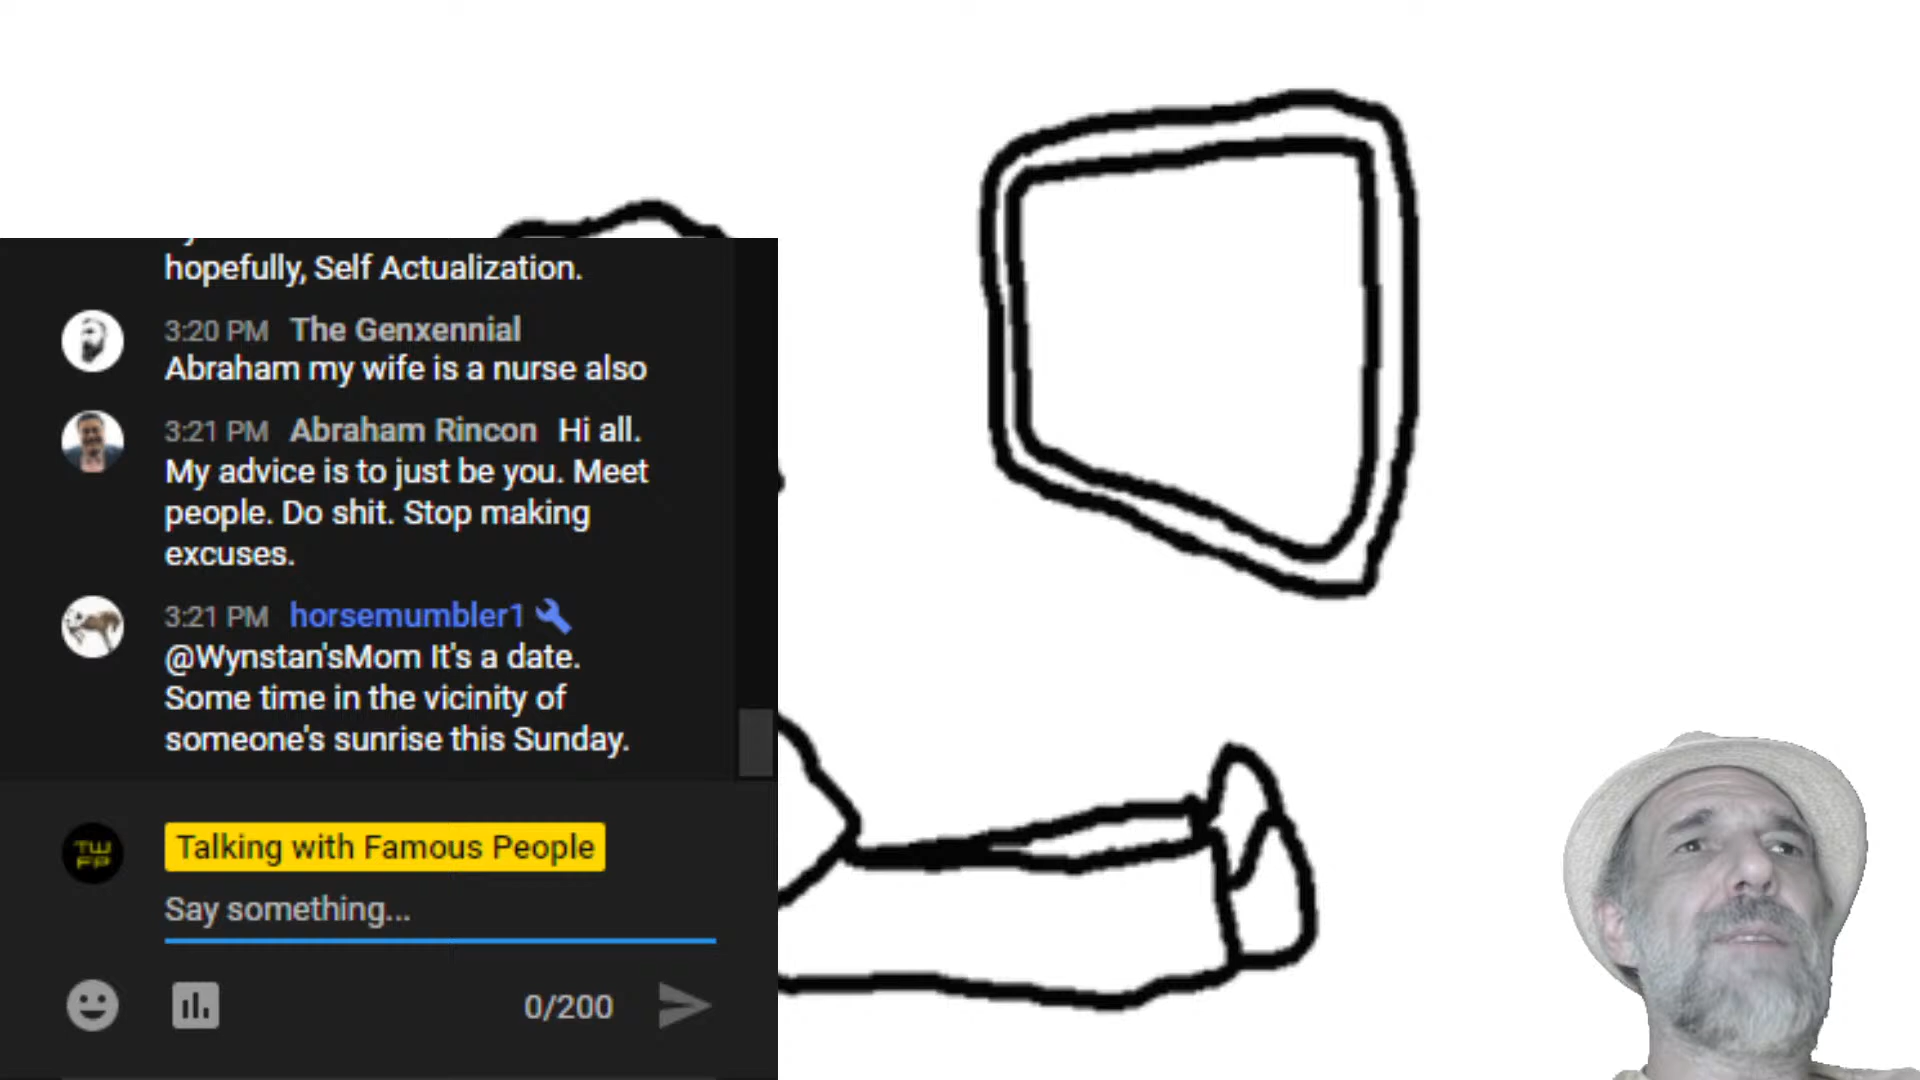 hopefully, Self Actualization.
3:20 PM The Genxennial
Abraham my wife is a nurse also
3:21 PM Abraham Rincon Hi all.
My advice is to just be you. Meet
people. Do shit. Stop making
excuses.
3:21 PM horsemumbler1
@Wynstan'sMom It's a date.
Some time in the vicinity of
someone's sunrise this Sunday.
TW
FP
Talking with Famous People
Say something...
0/200